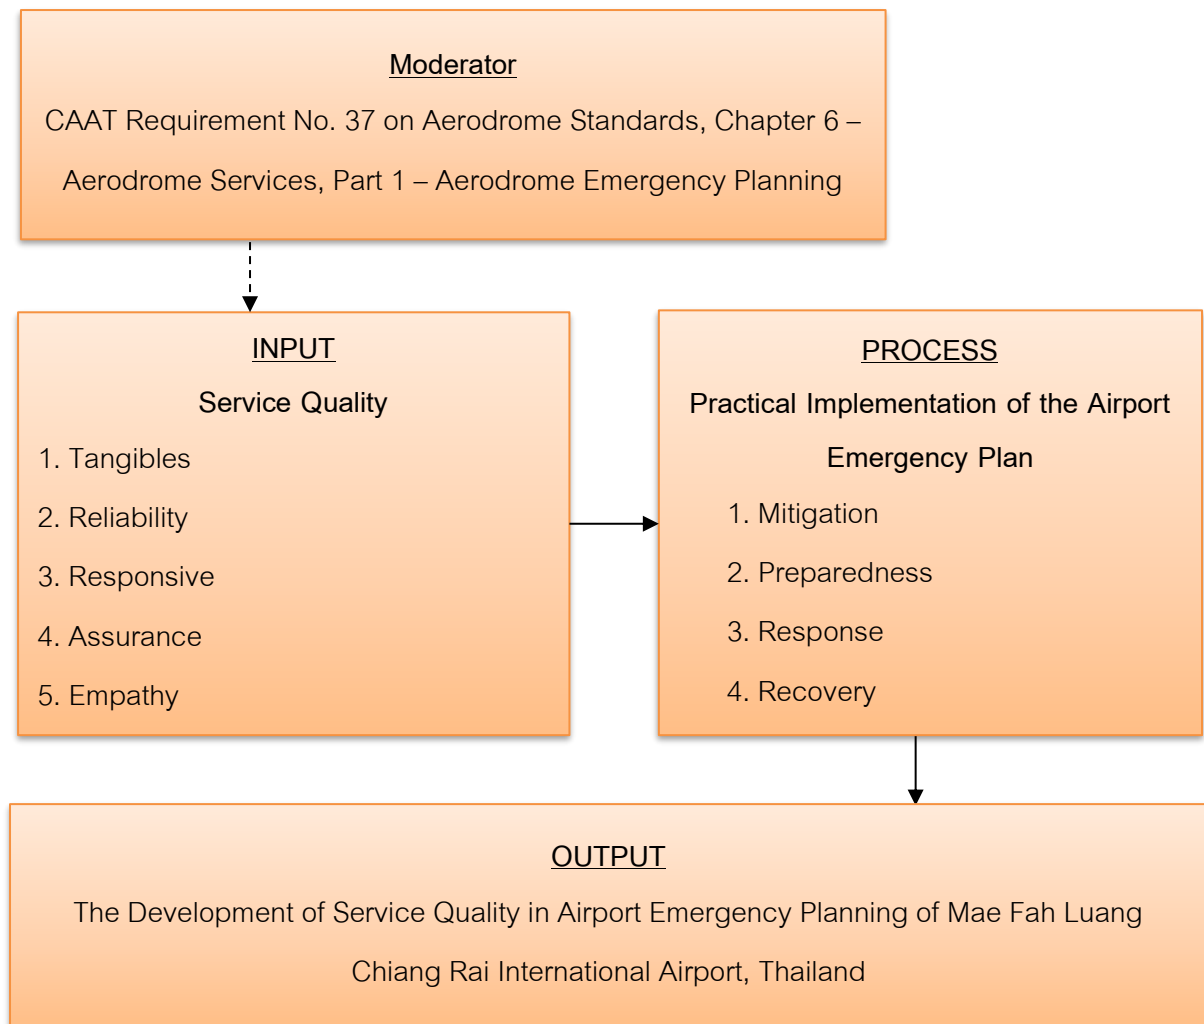 Moderator
CAAT Requirement No. 37 on Aerodrome Standards, Chapter 6 –
Aerodrome Services, Part 1 – Aerodrome Emergency Planning
INPUT
Service Quality
1. Tangibles
2. Reliability
3. Responsive
4. Assurance
5. Empathy
PROCESS
Practical Implementation of the Airport
Emergency Plan
1. Mitigation
2. Preparedness
3. Response
4. Recovery
OUTPUT
The Development of Service Quality in Airport Emergency Planning of Mae Fah Luang
Chiang Rai International Airport, Thailand